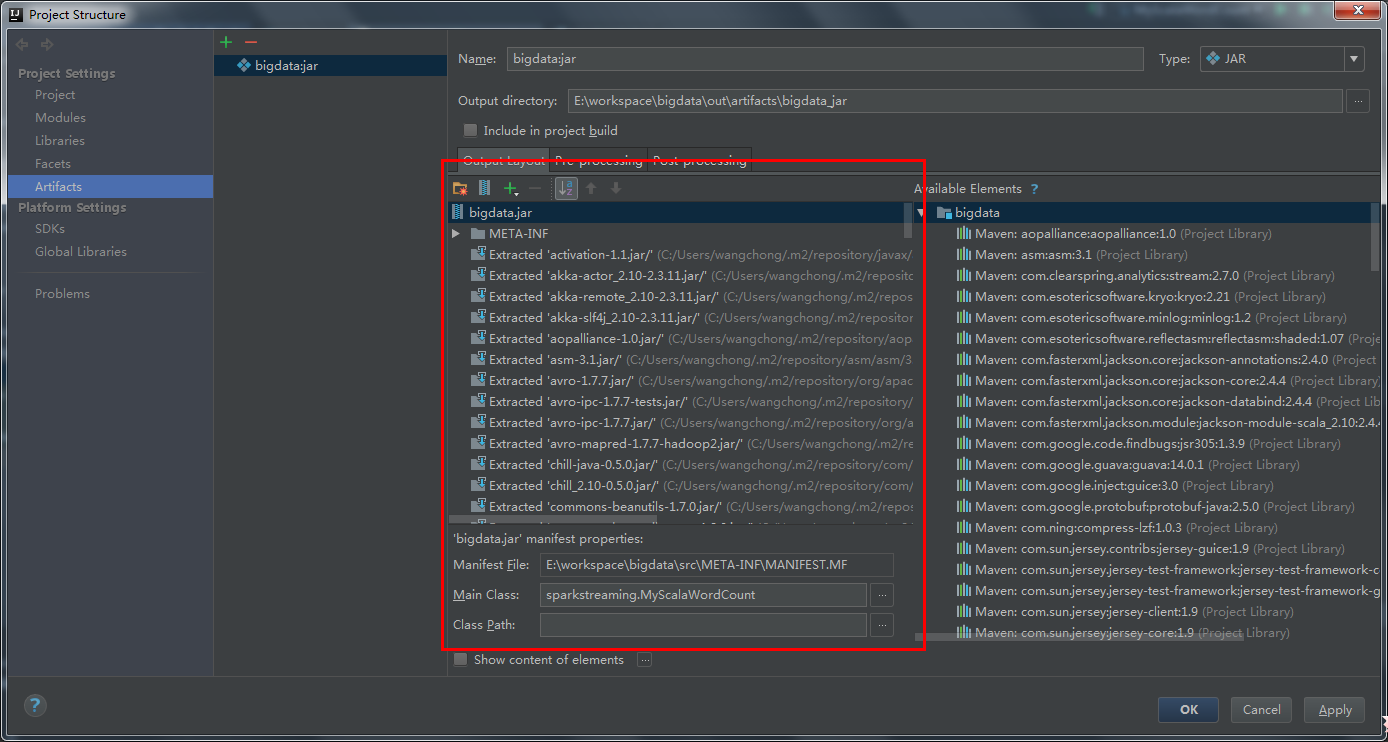 Project Structure
Project Settings
Project
Modules
Libraries
Facets
Artifacts
Platform Settings
SDKs
Global Libraries
Problems
bigdata:jar
Name: bigdata:jar
Type: JAR
Output directory: E:\workspace\bigdata\out\artifacts\bigdata_jar
Include in project build
Output Layout Pre-processing Post-processing
bigdata.jar
META-INF
Extracted 'activation-1.1.jar/' (C:/Users/wangchong/.m2/repository/javax/
Extracted 'akka-actor_2.10-2.3.11.jar/' (C:/Users/wangchong/.m2/reposito
Extracted 'akka-remote_2.10-2.3.11.jar/' (C:/Users/wangchong/.m2/repos
Extracted 'akka-slf4j_2.10-2.3.11.jar/' (C:/Users/wangchong/.m2/repositor
Extracted 'aopalliance-1.0.jar/' (C:/Users/wangchong/.m2/repository/aop
Extracted 'asm-3.1.jar/' (C:/Users/wangchong/.m2/repository/asm/asm/3
Extracted 'avro-1.7.7.jar/' (C:/Users/wangchong/.m2/repository/org/apac
Extracted 'avro-ipc-1.7.7-tests.jar/' (C:/Users/wangchong/.m2/repository/
Extracted 'avro-ipc-1.7.7.jar/' (C:/Users/wangchong/.m2/repository/org/a
Extracted 'avro-mapred-1.7.7-hadoop2.jar/' (C:/Users/wangchong/.m2/re
Extracted 'chill-java-0.5.0.jar/' (C:/Users/wangchong/.m2/repository/com/
Extracted 'chill_2.10-0.5.0.jar/' (C:/Users/wangchong/.m2/repository/com/
Extracted 'commons-beanutils-1.7.0.jar/' (C:/Users/wangchong/.m2/repos
'bigdata.jar' manifest properties:
Manifest File: E:\workspace\bigdata\src\META-INF\MANIFEST.MF
Main Class: sparkstreaming.MyScalaWordCount
Class Path:
Show content of elements
Available Elements ?
bigdata
Maven: aopalliance:aopalliance:1.0 (Project Library)
Maven: asm:asm:3.1 (Project Library)
Maven: com.clearspring.analytics:stream:2.7.0 (Project Library)
Maven: com.esotericsoftware.kryo:kryo:2.21 (Project Library)
Maven: com.esotericsoftware.minlog:minlog:1.2 (Project Library)
Maven: com.esotericsoftware.reflectasm:reflectasm:shaded:1.07 (Projec
Maven: com.fasterxml.jackson.core:jackson-annotations:2.4.0 (Project
Maven: com.fasterxml.jackson.core:jackson-core:2.4.4 (Project Library)
Maven: com.fasterxml.jackson.core:jackson-databind:2.4.4 (Project Lib
Maven: com.fasterxml.jackson.module:jackson-module-scala_2.10:2.4.4
Maven: com.google.code.findbugs:jsr305:1.3.9 (Project Library)
Maven: com.google.guava:guava:14.0.1 (Project Library)
Maven: com.google.inject:guice:3.0 (Project Library)
Maven: com.google.protobuf:protobuf-java:2.5.0 (Project Library)
Maven: com.ning:compress-lzf:1.0.3 (Project Library)
Maven: com.sun.jersey.contribs:jersey-guice:1.9 (Project Library)
Maven: com.sun.jersey.jersey-test-framework:jersey-test-framework-c
Maven: com.sun.jersey.jersey-test-framework:jersey-test-framework-g
Maven: com.sun.jersey:jersey-client:1.9 (Project Library)
Maven: com.sun.jersey:jersey-core:1.9 (Project Library)
?
OK Cancel Apply